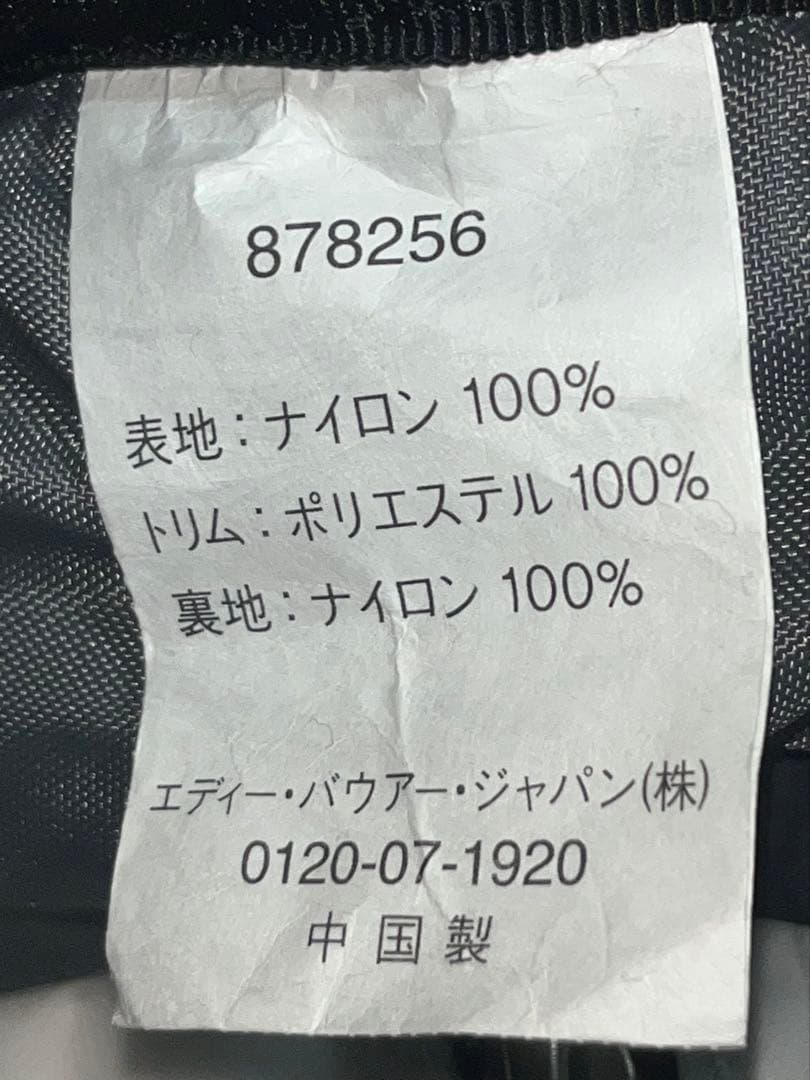 878256
表地：ナイロン 100%
トリム：ポリエステル 100%
裏地：ナイロン 100%
エディー・バウアー・ジャパン(株)
0120-07-1920
中国製